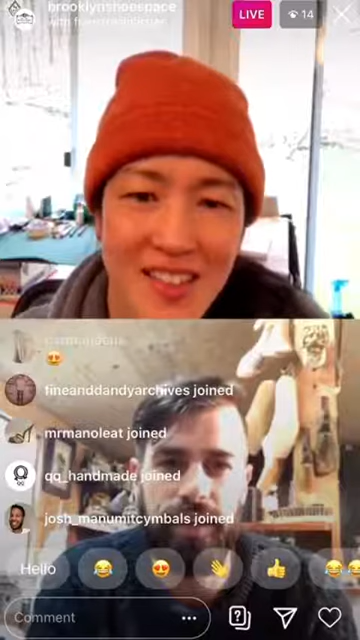 brooklynshoespace
LIVE
14
fineanddandyarchives joined
mrmanoleat joined
qq_handmade joined
josh_manumitcymbals joined
Hello
Comment